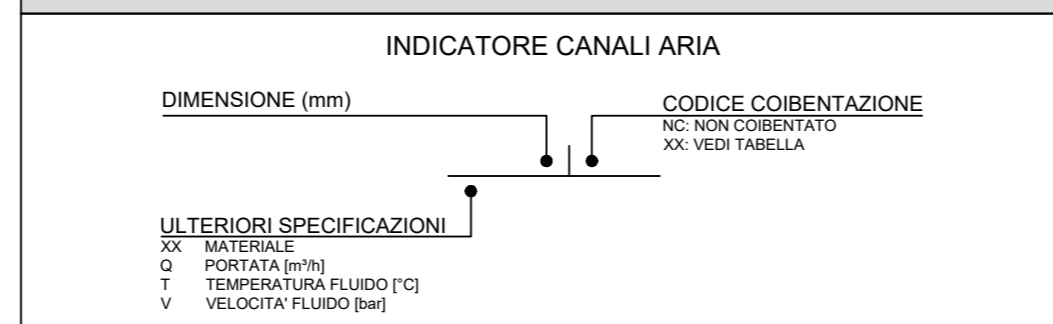 INDICATORE CANALI ARIA
DIMENSIONE (mm)
CODICE COIBENTAZIONE
NC: NON COIBENTATO
XX: VEDI TABELLA
ULTERIORI SPECIFICAZIONI
XX MATERIALE
Q PORTATA [m³/h]
T TEMPERATURA FLUIDO [°C]
V VELOCITA' FLUIDO [bar]